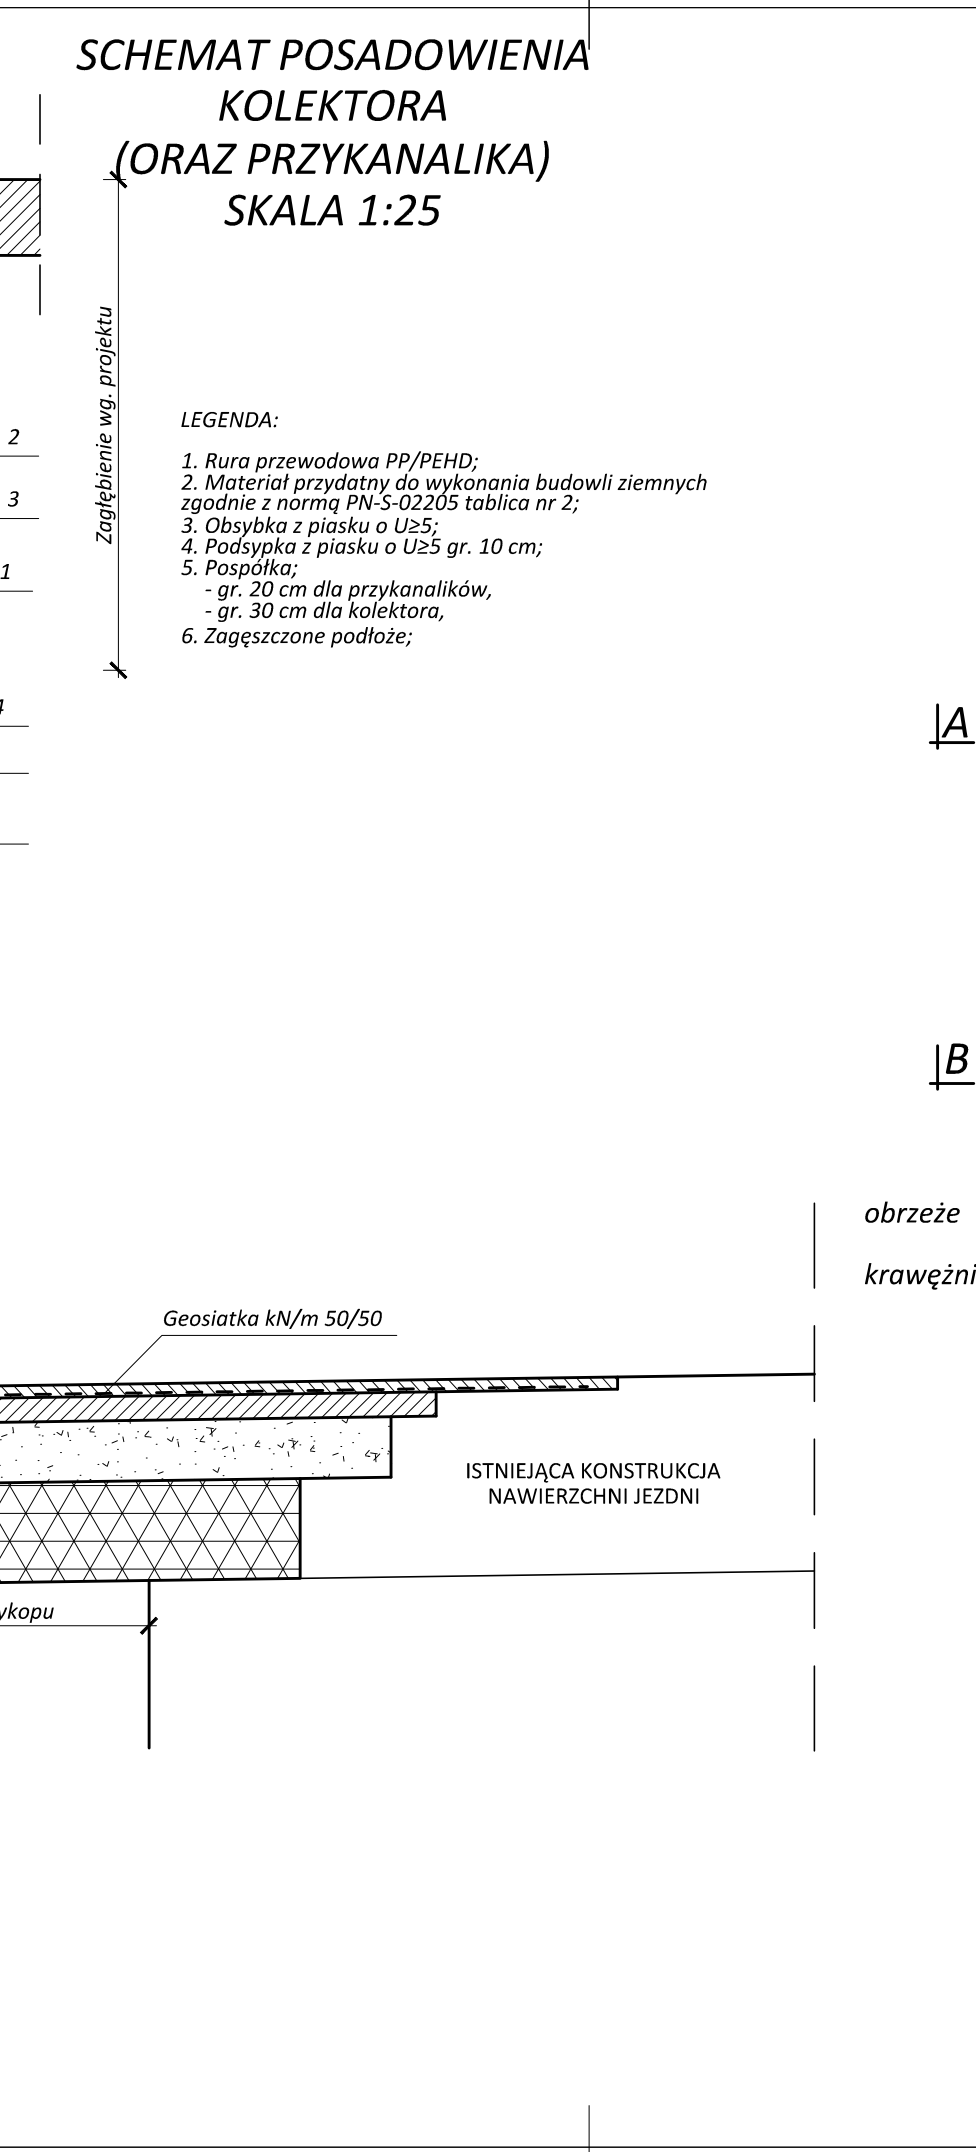 SCHEMAT POSADOWIENIA
KOLEKTORA
(ORAZ PRZYKANALIKA)
SKALA 1:25
Zagłębienie wg. projektu
LEGENDA:
1. Rura przewodowa PP/PEHD;
2. Materiał przydatny do wykonania budowli ziemnych
zgodnie z normą PN-S-02205 tablica nr 2;
3. Obsybka z piasku o U≥5;
4. Podsypka z piasku o U≥5 gr. 10 cm;
5. Pospółka;
- gr. 20 cm dla przykanalików,
- gr. 30 cm dla kolektora,
6. Zagęszczone podłoże;
2
3
1
4
A
B
obrzeże
krawężni
Geosiatka kN/m 50/50
ISTNIEJĄCA KONSTRUKCJA
NAWIERZCHNI JEZDNI
ykopu